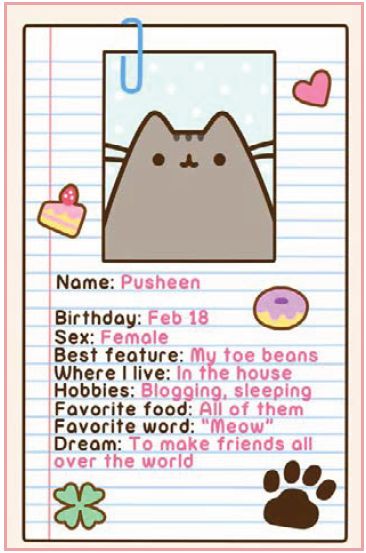 Name: Pusheen
Birthday: Feb 18
Sex: Female
Best feature: My toe beans
Where I live: In the house
Hobbies: Blogging, sleeping
Favorite food: All of them
Favorite word: "Meow"
Dream: To make friends all
over the world